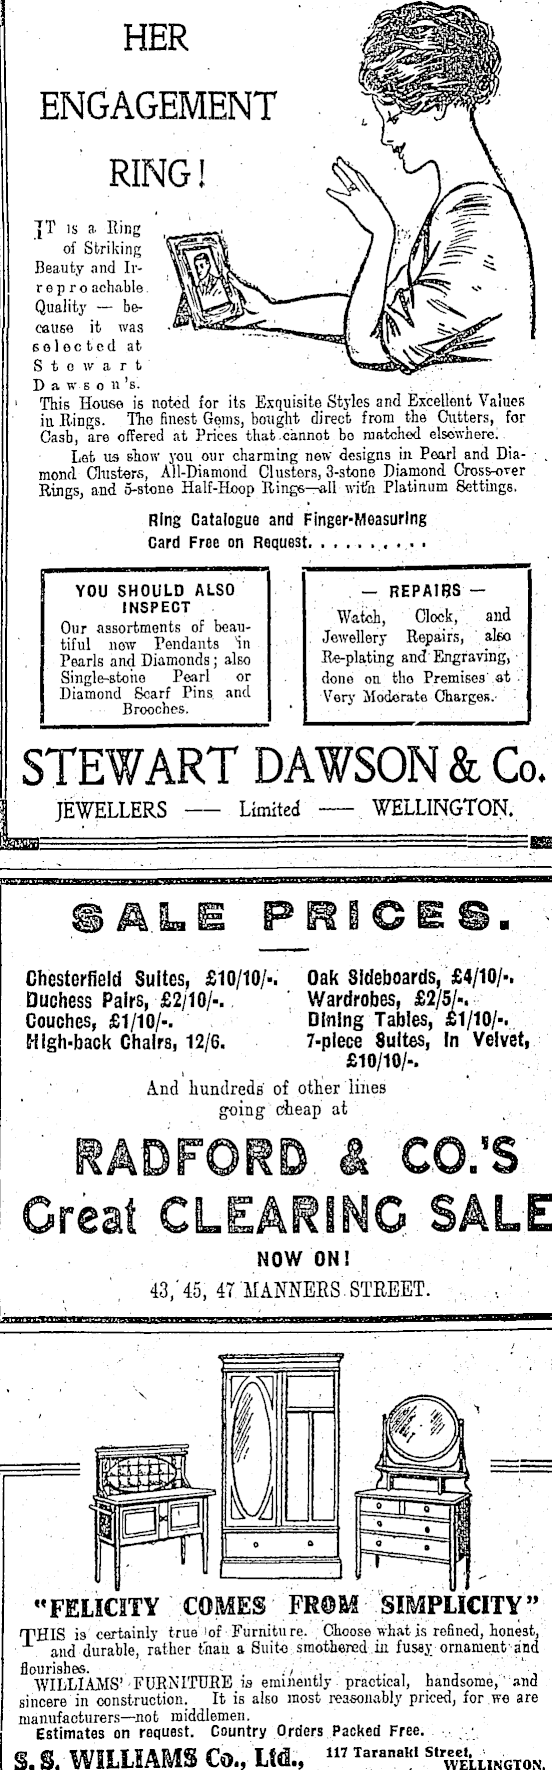 HER
ENGAGEMENT
RING!
IT is a Ring
of Striking
Beauty and Ir-
reproachable
Quality — be-
cause it was
selected at
Stewart
Dawson's.
This House is noted for its Exquisite Styles and Excellent Values
in Rings. The finest Gems, bought direct from the Cutters, for
Cash, are offered at Prices that cannot be matched elsewhere.
Let us show you our charming new designs in Pearl and Dia-
mond Clusters, All-Diamond Clusters, 3-stone Diamond Cross-over
Rings, and 5-stone Half-Hoop Rings—all with Platinum Settings.
Ring Catalogue and Finger-Measuring
Card Free on Request. . . . . . . . . . .
YOU SHOULD ALSO
INSPECT
Our assortments of beau-
tiful new Pendants in
Pearls and Diamonds; also
Single-stone Pearl or
Diamond Scarf Pins and
Brooches.
— REPAIRS —
Watch, Clock, and
Jewellery Repairs, also
Re-plating and Engraving,
done on the Premises at
Very Moderate Charges.
STEWART DAWSON & Co.
JEWELLERS — Limited — WELLINGTON.
SALE PRICES.
Chesterfield Suites, £10/10/-.
Duchess Pairs, £2/10/-.
Couches, £1/10/-.
High-back Chairs, 12/6.
Oak Sideboards, £4/10/-.
Wardrobes, £2/5/-.
Dining Tables, £1/10/-.
7-piece Suites, in Velvet,
£10/10/-.
And hundreds of other lines
going cheap at
RADFORD & CO.'S
Great CLEARING SALE
NOW ON!
43, 45, 47 MANNERS STREET.
"FELICITY COMES FROM SIMPLICITY"
THIS is certainly true of Furniture. Choose what is refined, honest,
and durable, rather than a Suite smothered in fussy ornament and
flourishes.
WILLIAMS' FURNITURE is eminently practical, handsome, and
sincere in construction. It is also most reasonably priced, for we are
manufacturers—not middlemen.
Estimates on request. Country Orders Packed Free.
S. S. WILLIAMS Co., Ltd., 117 Taranaki Street,
WELLINGTON.